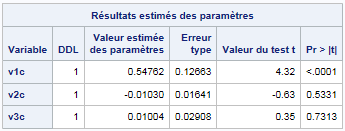 Résultats estimés des paramètres
Variable DDL Valeur estimée des paramètres Erreur type Valeur du test t Pr > |t|
v1c 1 0.54762 0.12663 4.32 <.0001
v2c 1 -0.01030 0.01641 -0.63 0.5331
v3c 1 0.01004 0.02908 0.35 0.7313